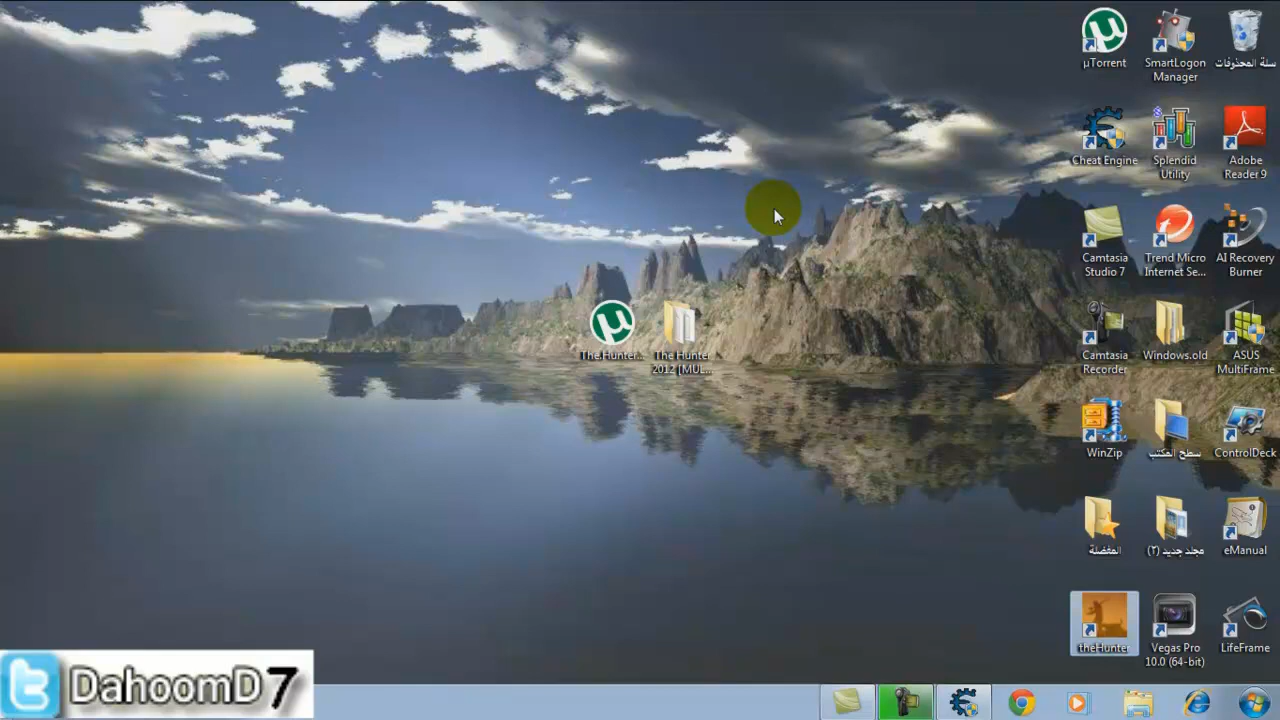 µTorrent
SmartLogon
Manager
سلة المحذوفات
Cheat Engine
Splendid
Utility
Adobe
Reader 9
Camtasia
Studio 7
Trend Micro
Internet Se...
AI Recovery
Burner
The.Hunter...
The Hunter
2012 [MUL...
Camtasia
Recorder
Windows.old
ASUS
MultiFrame
WinZip
سطح المكتب
ControlDeck
المفضلة
مجلد جديد (٢)
eManual
theHunter
Vegas Pro
10.0 (64-bit)
LifeFrame
DahoomD7